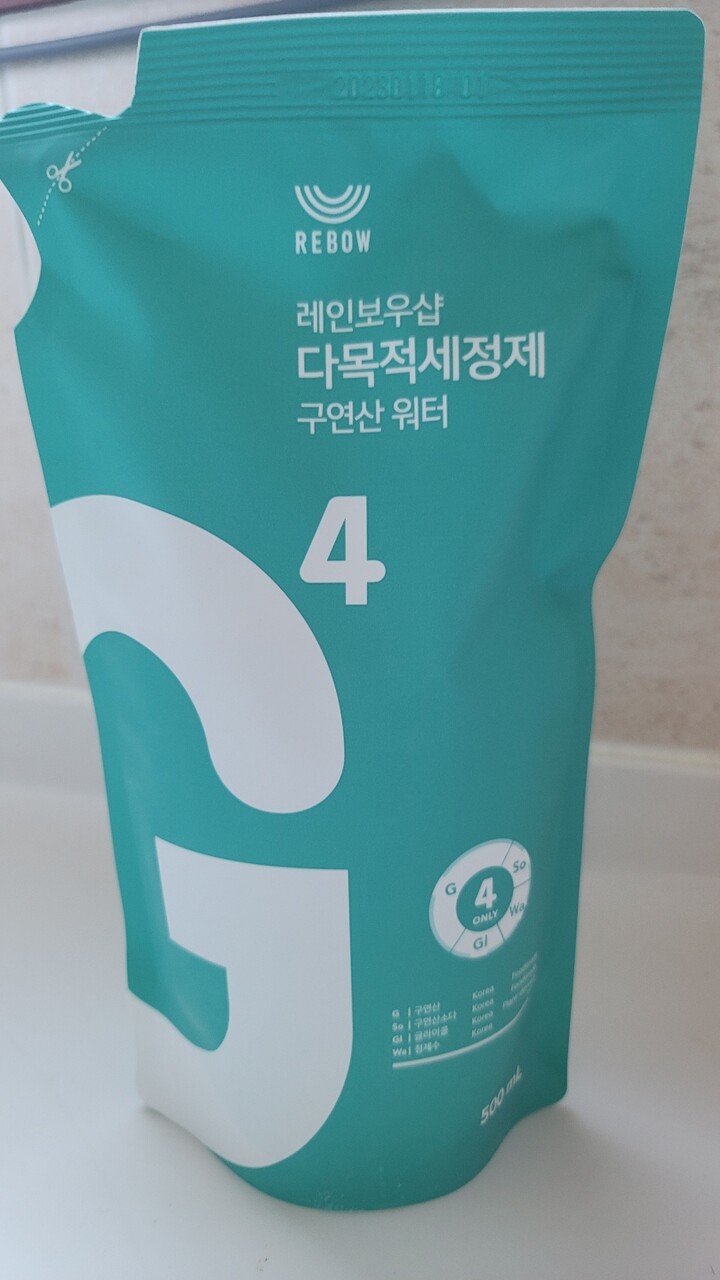 REBOW
레인보우샵
다목적세정제
구연산 워터
4
G
So
4
ONLY
Wa
Gl
G | 구연산 Korea
So | 구연산소다 Korea
Gl | 글라이콜 Korea
Wa | 정제수 Korea
500 mL
G